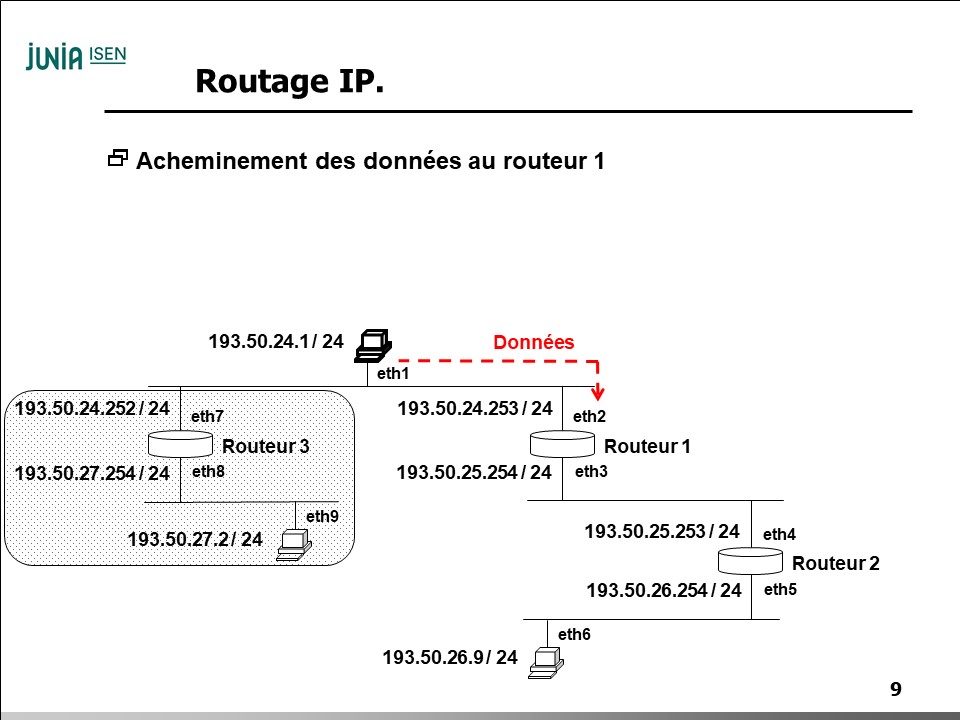 JUNIA ISEN
Routage IP.
Acheminement des données au routeur 1
193.50.24.1 / 24
Données
eth1
193.50.24.252 / 24
eth7
193.50.24.253 / 24
eth2
Routeur 3
Routeur 1
193.50.27.254 / 24
eth8
193.50.25.254 / 24
eth3
eth9
193.50.27.2 / 24
193.50.25.253 / 24
eth4
Routeur 2
193.50.26.254 / 24
eth5
eth6
193.50.26.9 / 24
9